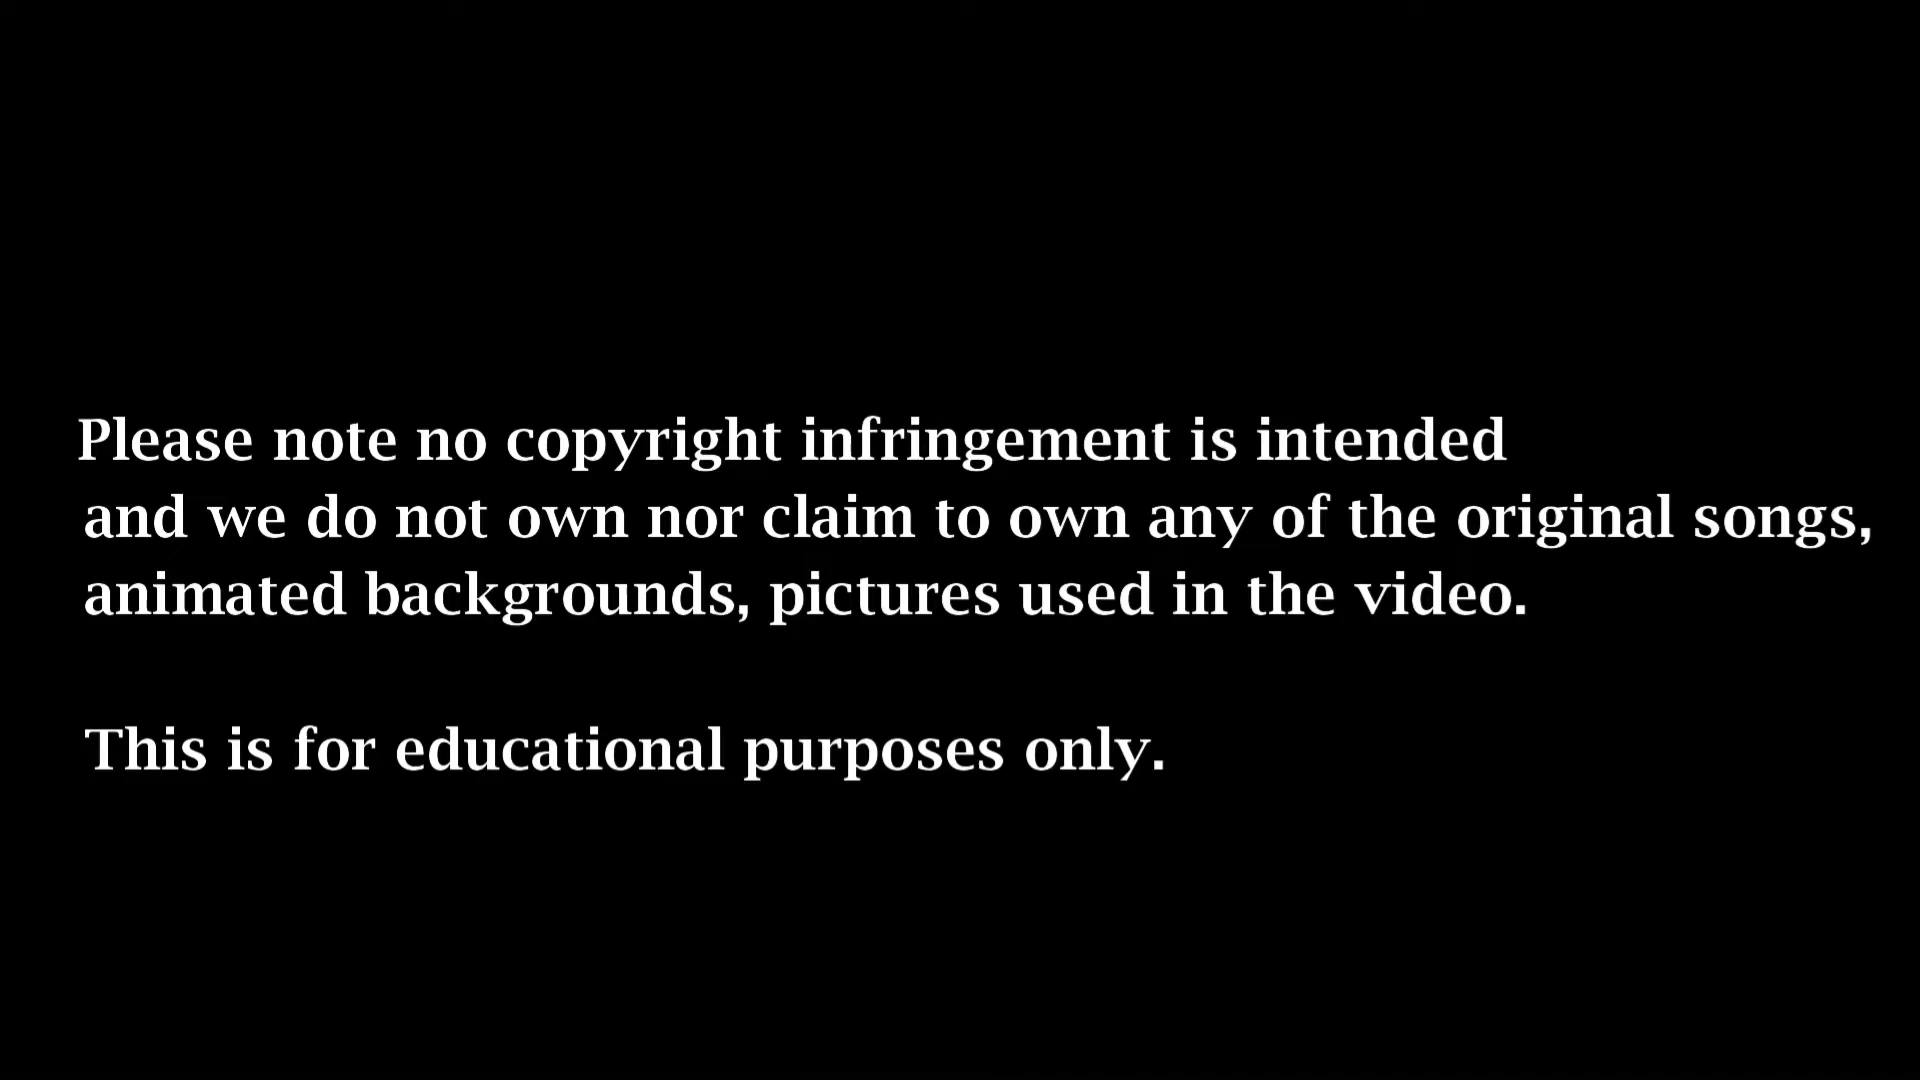 Please note no copyright infringement is intended
and we do not own nor claim to own any of the original songs,
animated backgrounds, pictures used in the video.
This is for educational purposes only.